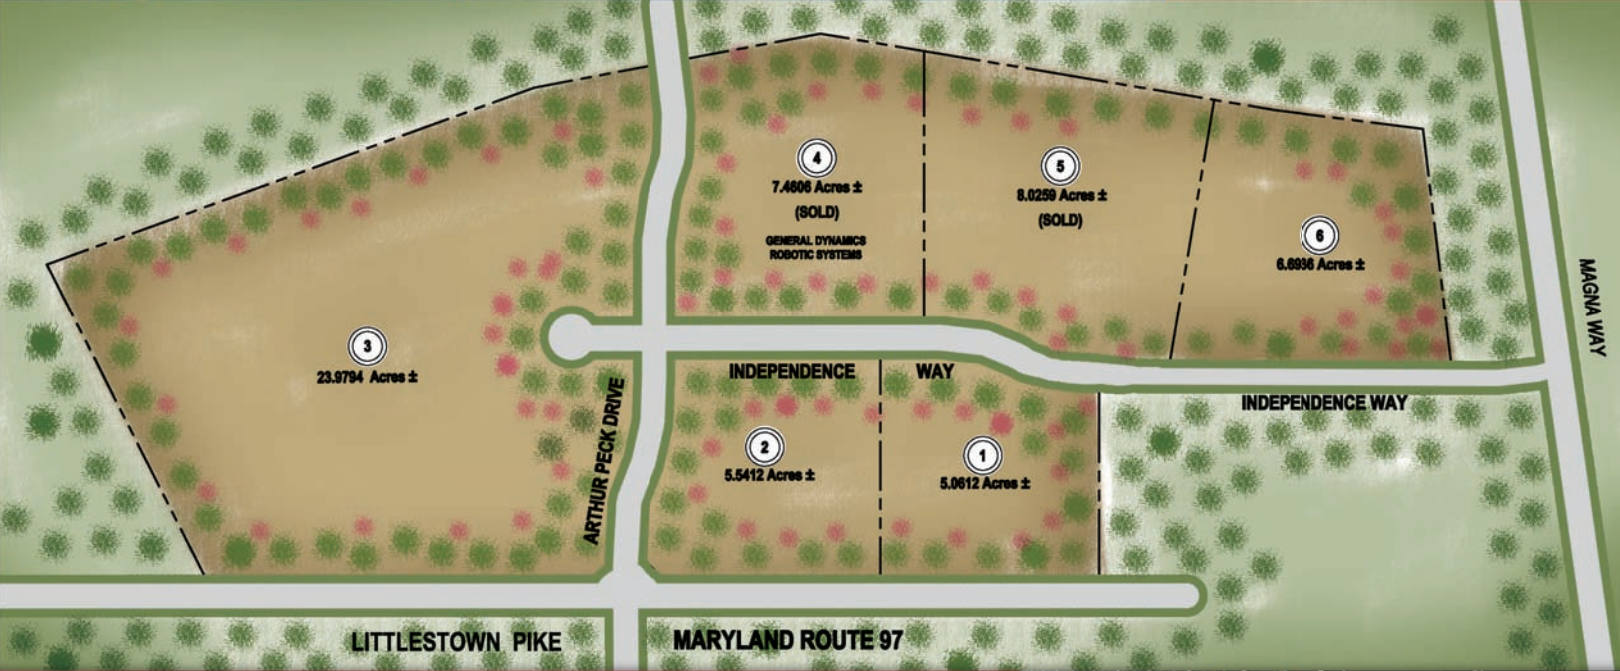 4
7.4606 Acres ±
(SOLD)
GENERAL DYNAMICS
ROBOTIC SYSTEMS
5
8.0259 Acres ±
(SOLD)
6
6.6936 Acres ±
MAGNA WAY
3
23.9794 Acres ±
INDEPENDENCE WAY
INDEPENDENCE WAY
ARTHUR PECK DRIVE
2
5.5412 Acres ±
1
5.0612 Acres ±
LITTLESTOWN PIKE
MARYLAND ROUTE 97